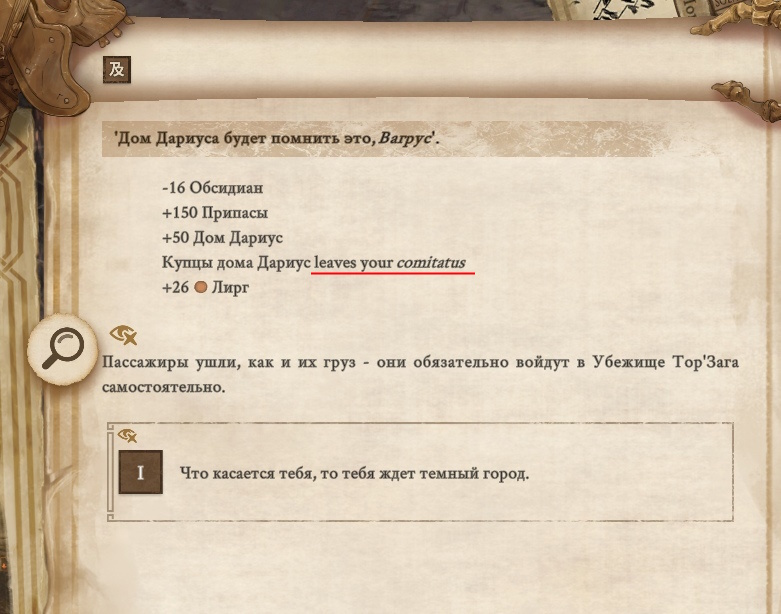 及
'Дом Дариуса будет помнить это, Вагрус'.
-16 Обсидиан
+150 Припасы
+50 Дом Дариус
Купцы дома Дариус leaves your comitatus
+26 Лирг
Пассажиры ушли, как и их груз - они обязательно войдут в Убежище Тор'Зага
самостоятельно.
I Что касается тебя, то тебя ждет темный город.